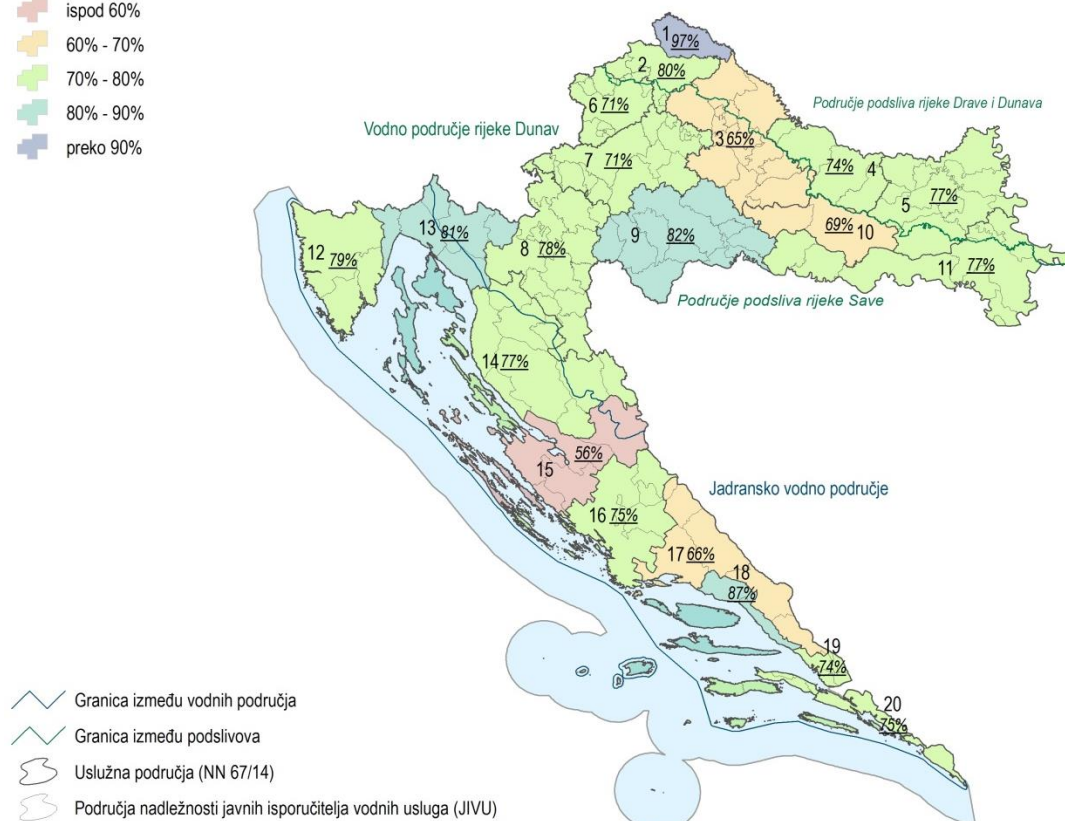 ispod 60%
60% - 70%
70% - 80%
80% - 90%
preko 90%
1 97%
2 80%
6 71%
Vodno područje rijeke Dunav
Područje podsliva rijeke Drave i Dunava
3 65%
7 71%
74% 4
5 77%
69% 10
13 81%
12 79%
8 78%
9 82%
11 77%
Područje podsliva rijeke Save
14 77%
56%
15
Jadransko vodno područje
16 75%
17 66%
18
87%
19
74%
20
75%
Granica između vodnih područja
Granica između podslivova
Uslužna područja (NN 67/14)
Područja nadležnosti javnih isporučitelja vodnih usluga (JIVU)